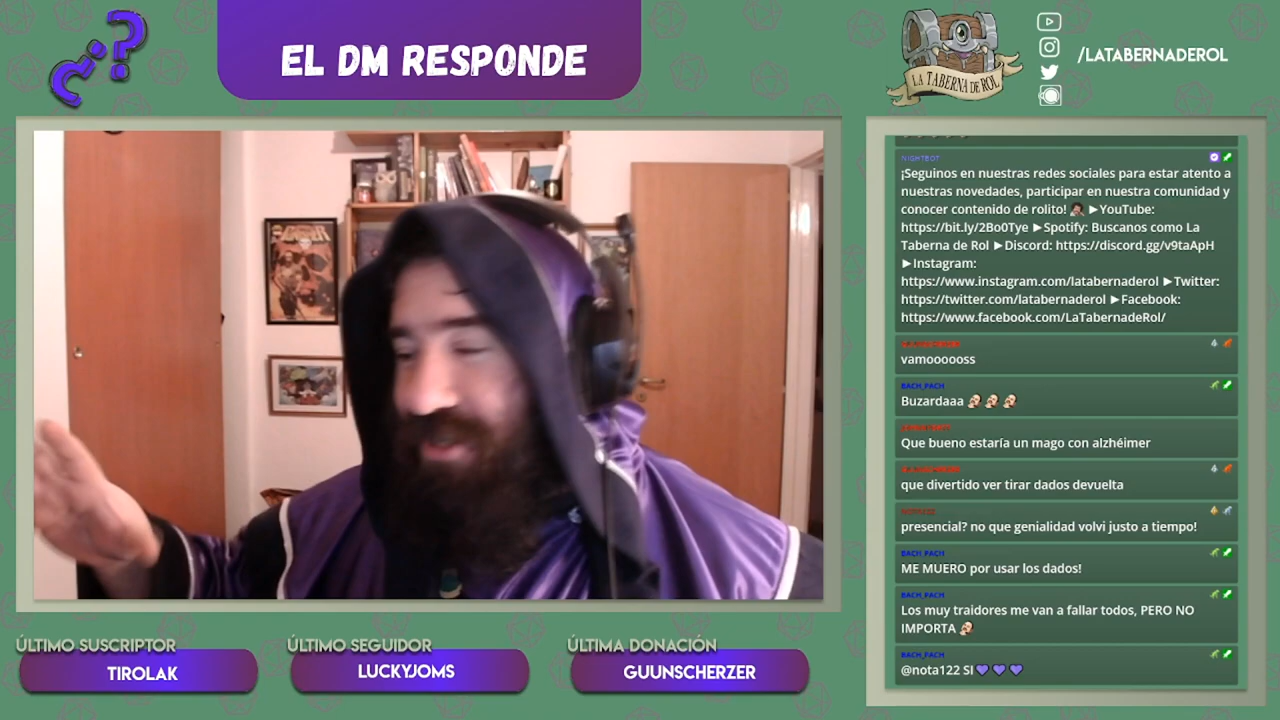 ¿?
EL DM RESPONDE
LA TABERNA DE ROL
/LATABERNADEROL
NIGHTBOT
¡Seguinos en nuestras redes sociales para estar atento a
nuestras novedades, participar en nuestra comunidad y
conocer contenido de rolito! ►YouTube:
https://bit.ly/2Bo0Tye ►Spotify: Buscanos como La
Taberna de Rol ►Discord: https://discord.gg/v9taApH
►Instagram:
https://www.instagram.com/latabernaderol ►Twitter:
https://twitter.com/latabernaderol ►Facebook:
https://www.facebook.com/LaTabernadeRol/
vamoooooss
BACH_PACH
Buzardaaa
Que bueno estaría un mago con alzhéimer
que divertido ver tirar dados devuelta
NOTA122
presencial? no que genialidad volvi justo a tiempo!
BACH_PACH
ME MUERO por usar los dados!
BACH_PACH
Los muy traidores me van a fallar todos, PERO NO
IMPORTA
BACH_PACH
@nota122 SI 💜 💜 💜
ÚLTIMO SUSCRIPTOR
TIROLAK
ÚLTIMO SEGUIDOR
LUCKYJOMS
ÚLTIMA DONACIÓN
GUUNSCHERZER